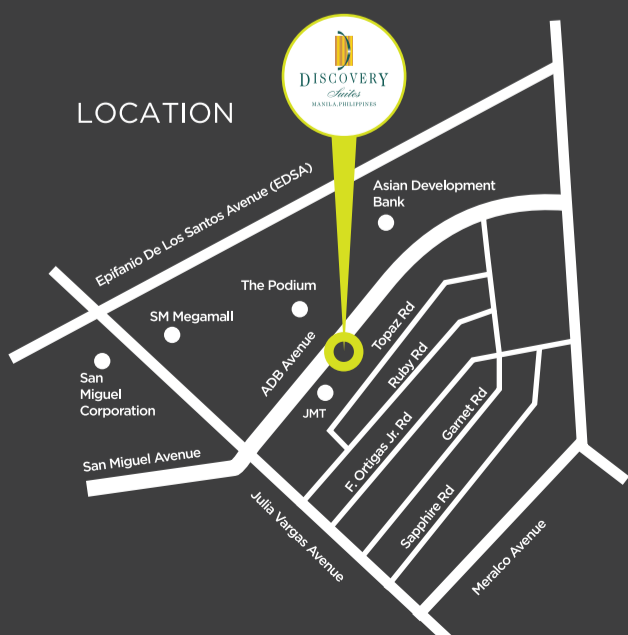 DISCOVERY
Suites
MANILA, PHILIPPINES
LOCATION
Epifanio De Los Santos Avenue (EDSA)
Asian Development
Bank
The Podium
SM Megamall
San
Miguel
Corporation
ADB Avenue
Topaz Rd
Ruby Rd
JMT
F. Ortigas Jr. Rd
Garnet Rd
Sapphire Rd
San Miguel Avenue
Julia Vargas Avenue
Meralco Avenue